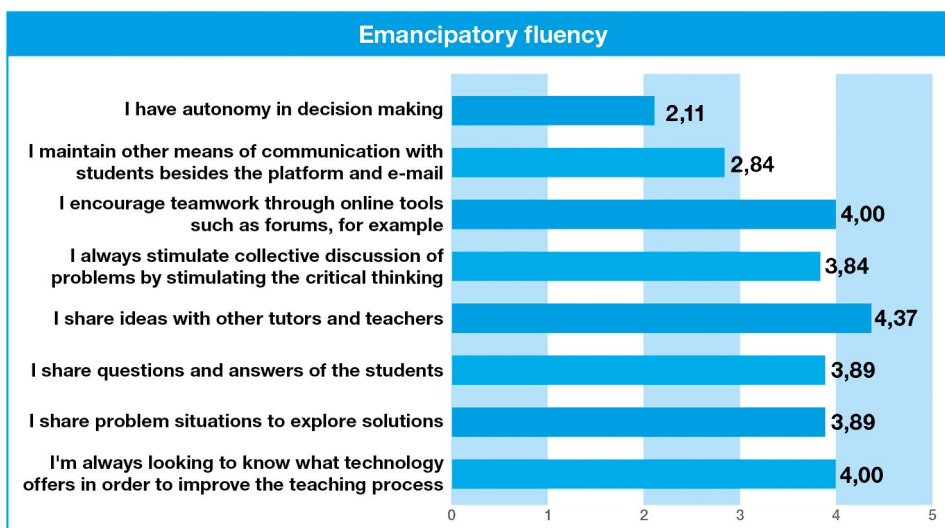 Emancipatory fluency
I have autonomy in decision making
2,11
I maintain other means of communication with
students besides the platform and e-mail
2,84
I encourage teamwork through online tools
such as forums, for example
4,00
I always stimulate collective discussion of
problems by stimulating the critical thinking
3,84
I share ideas with other tutors and teachers
4,37
I share questions and answers of the students
3,89
I share problem situations to explore solutions
3,89
I'm always looking to know what technology
offers in order to improve the teaching process
4,00
0 1 2 3 4 5